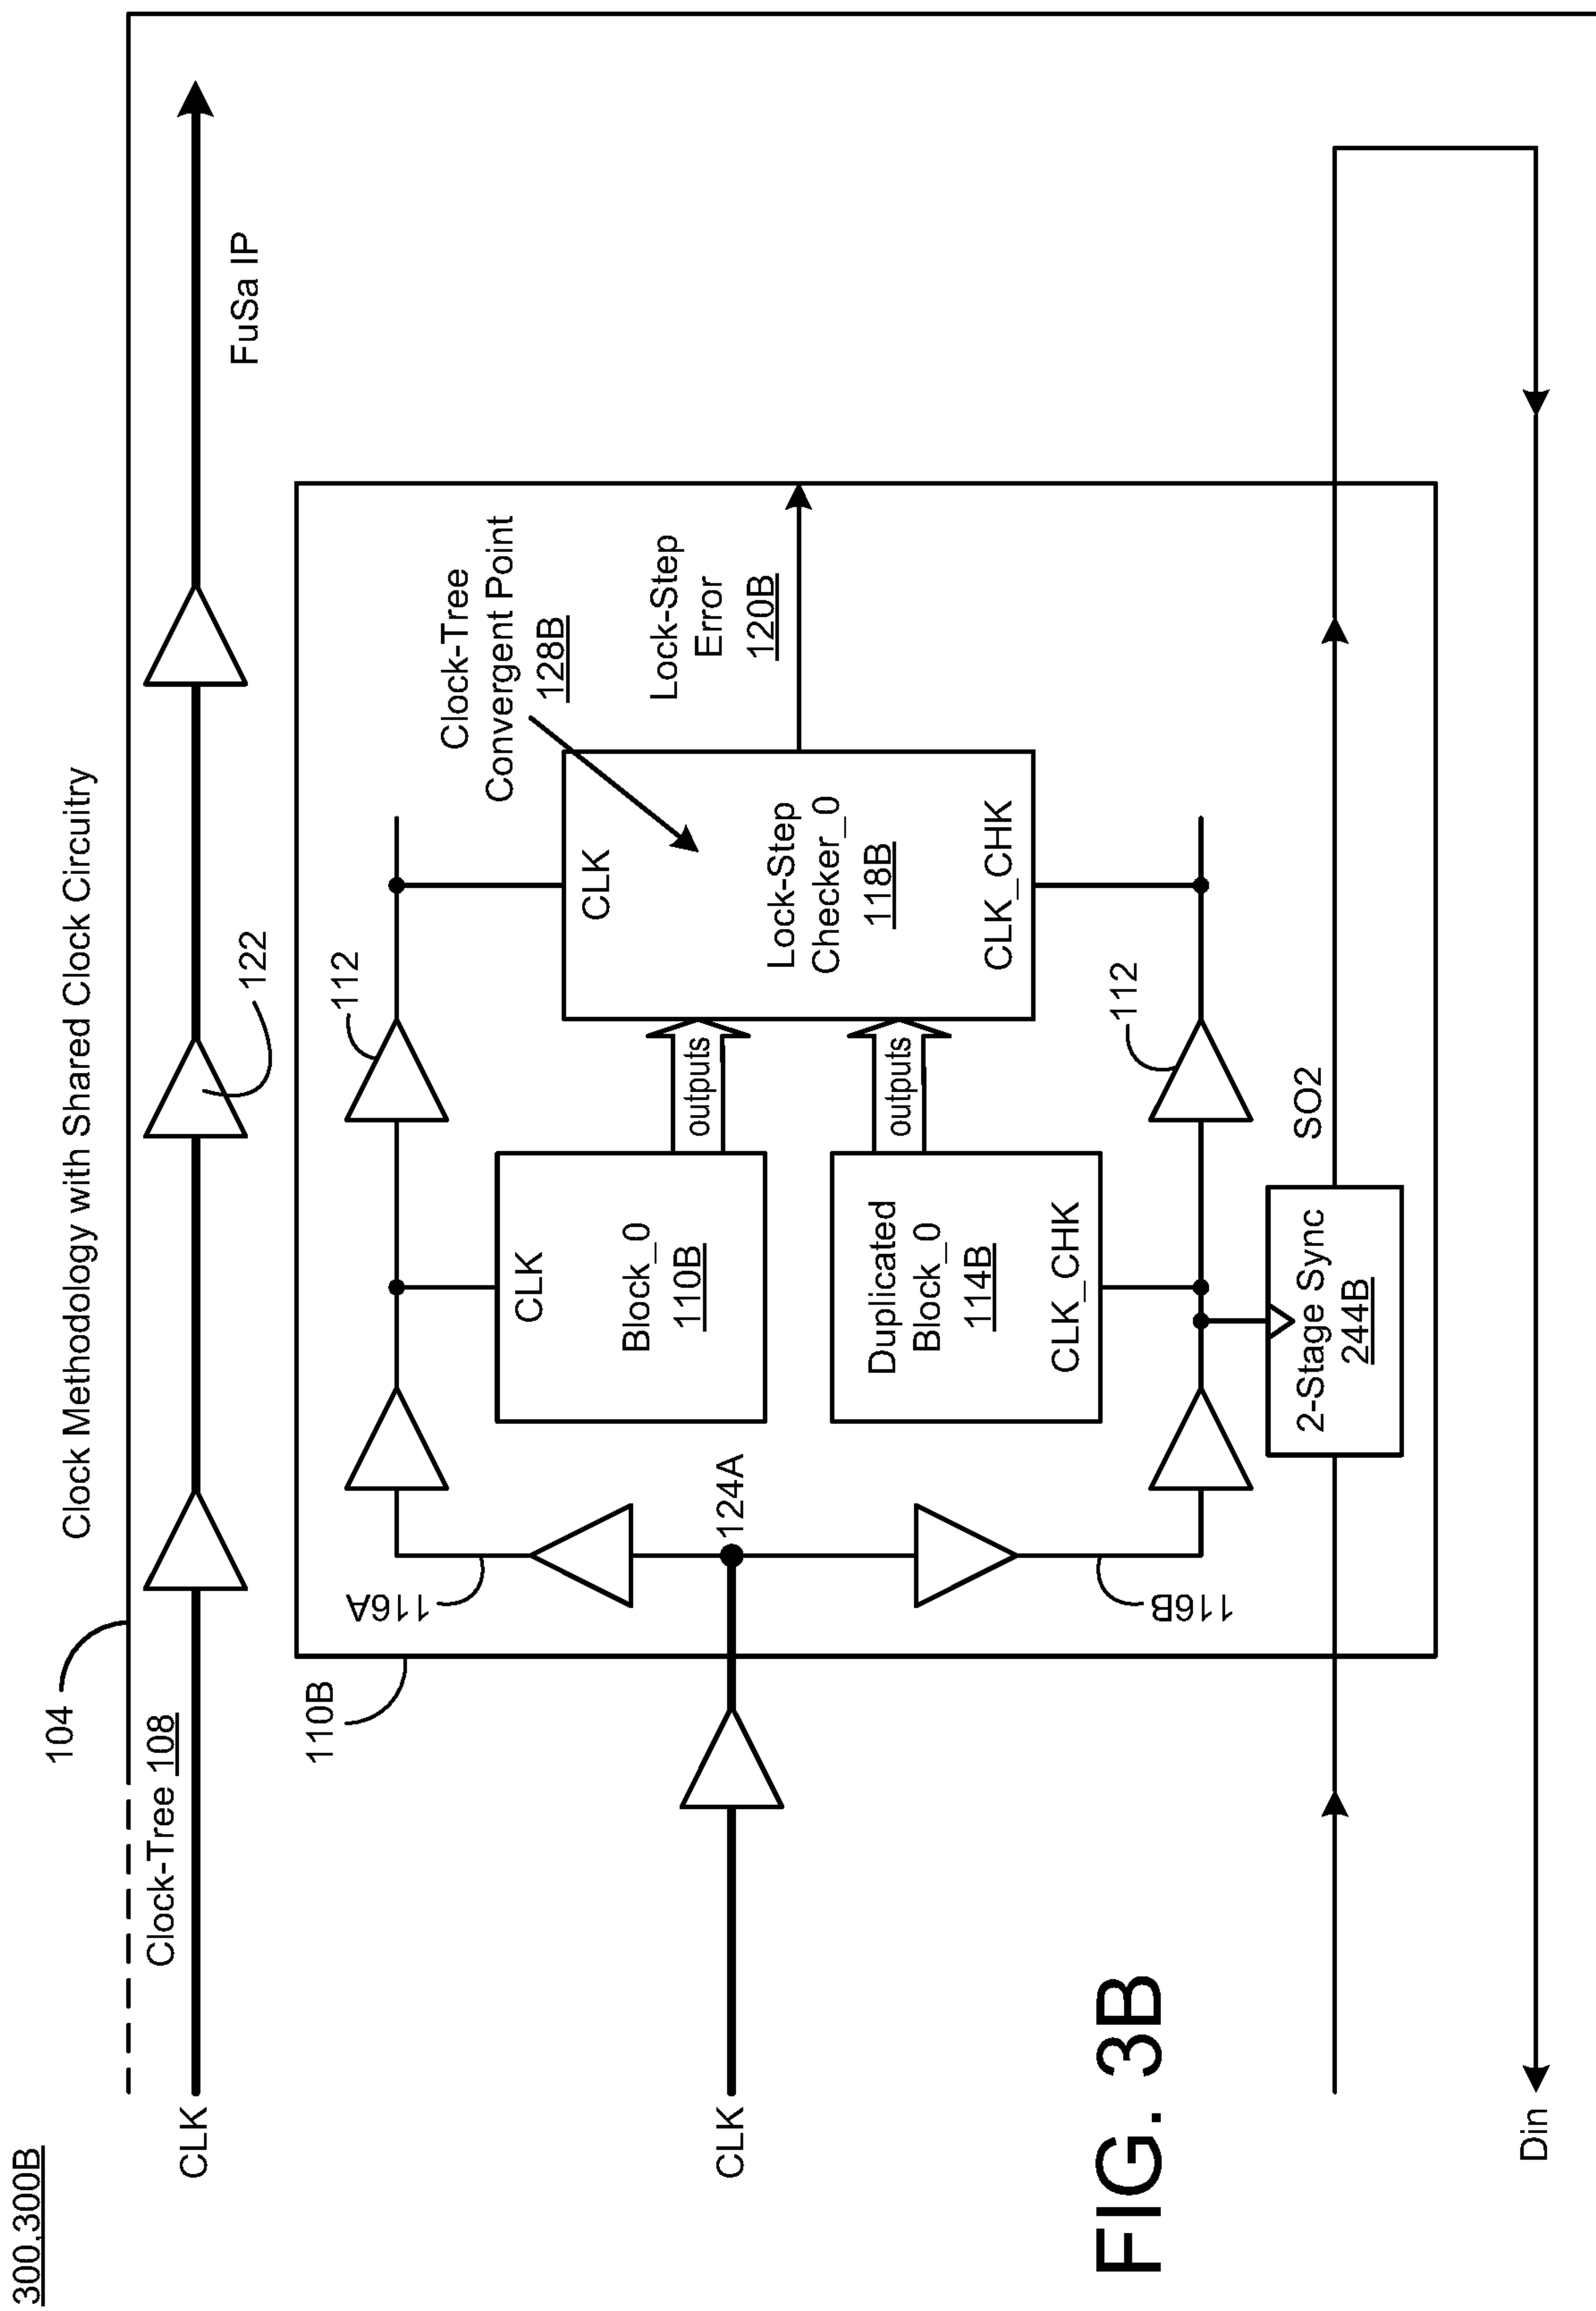 300,300B
Clock Methodology with Shared Clock Circuitry
104
Clock-Tree 108
CLK
122
FuSa IP
110B
112
Clock-Tree
Convergent Point
128B
116A
CLK
Block_0
110B
outputs
CLK
Lock-Step
Checker_0
118B
CLK_CHK
Lock-Step
Error
120B
CLK
124A
Duplicated
Block_0
114B
CLK_CHK
outputs
116B
112
2-Stage Sync
244B
SO2
Din
FIG. 3B